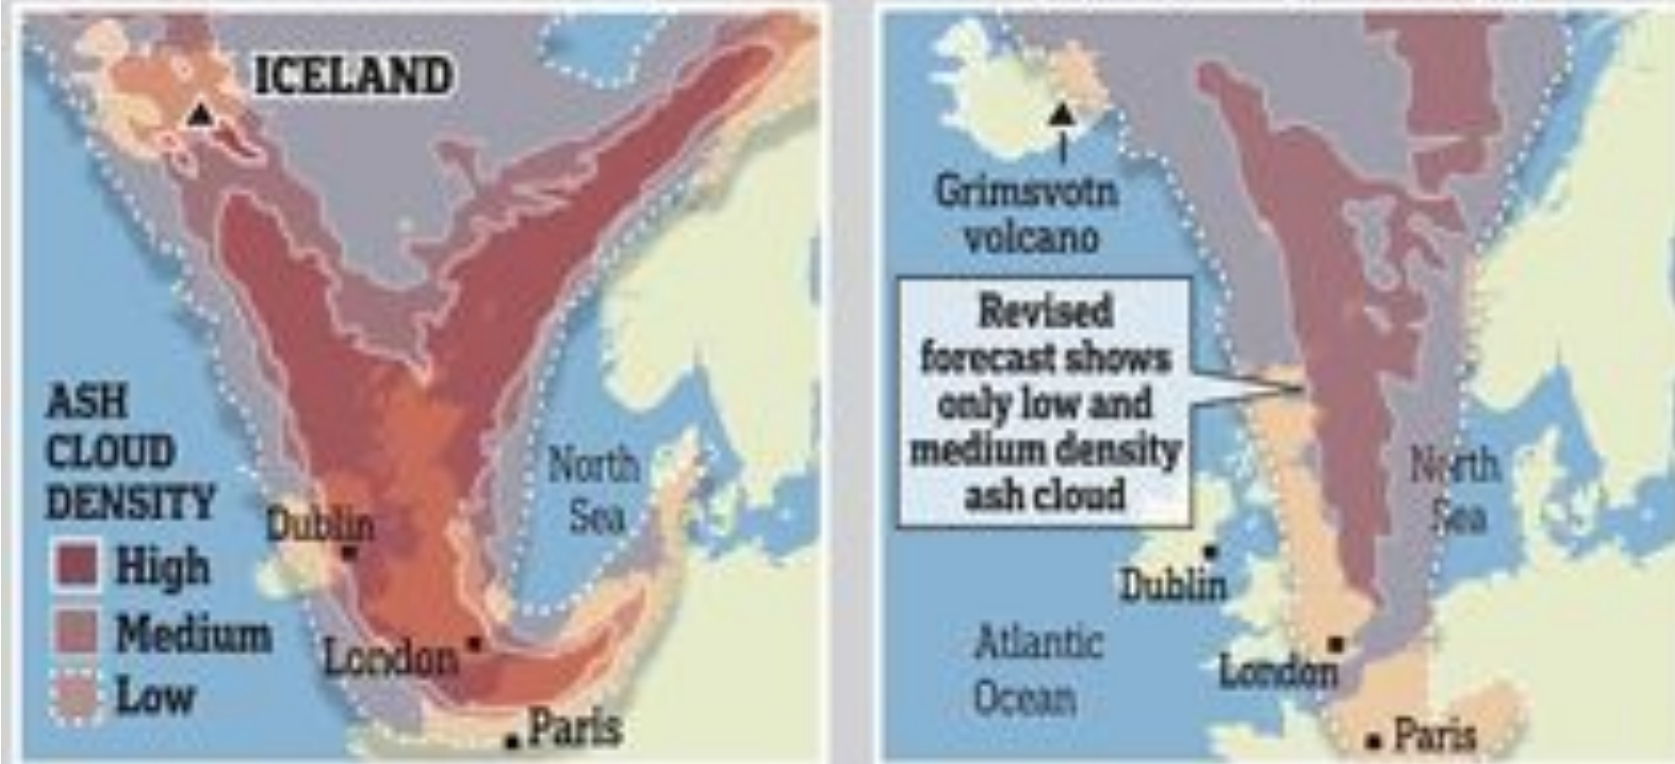 ICELAND
ASH
CLOUD
DENSITY
High
Medium
Low
Dublin
London
Paris
North
Sea
Grimsvotn
volcano
Revised
forecast shows
only low and
medium density
ash cloud
North
Sea
Dublin
Atlantic
Ocean
London
Paris